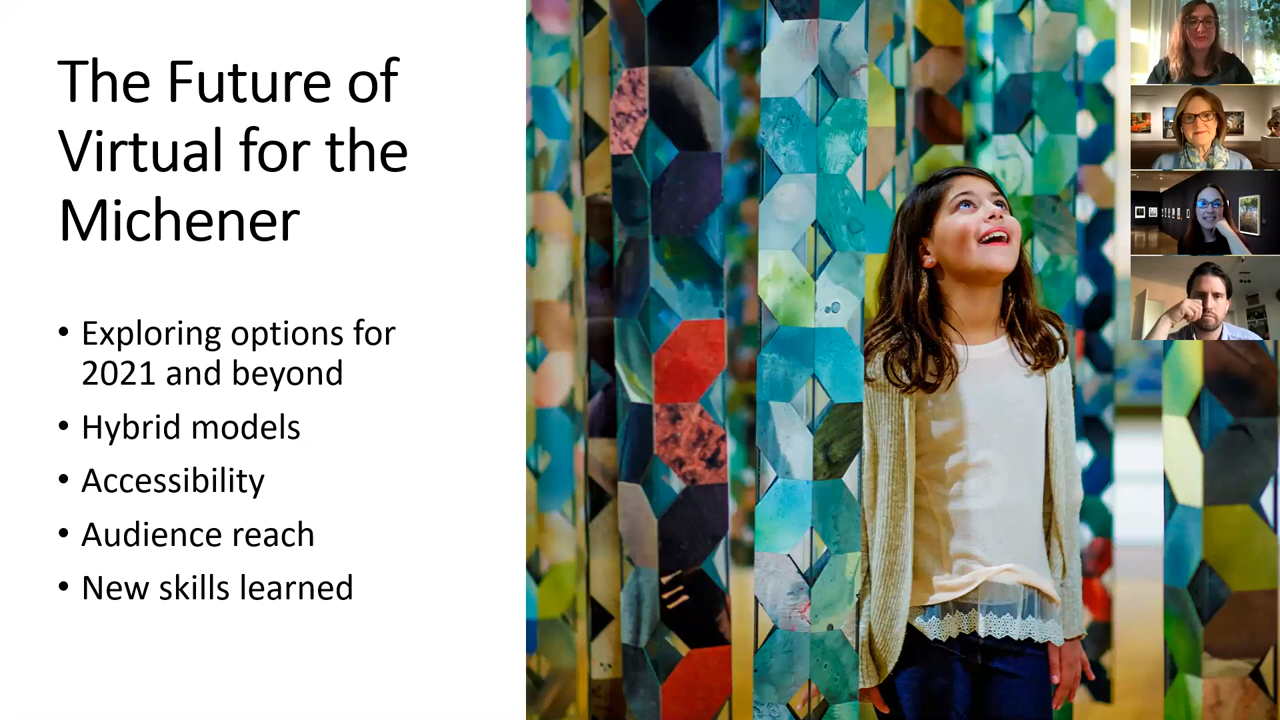 The Future of
Virtual for the
Michener
• Exploring options for
2021 and beyond
• Hybrid models
• Accessibility
• Audience reach
• New skills learned